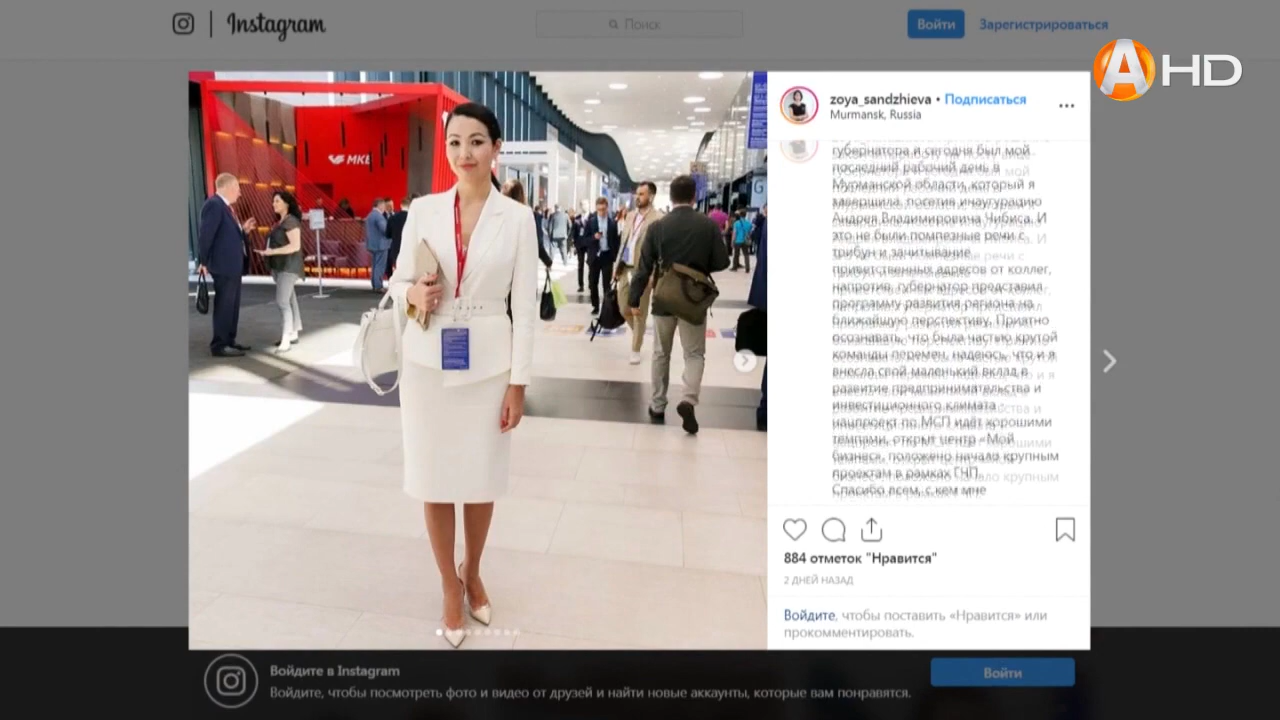 Instagram
Поиск
Войти
Зарегистрироваться
A HD
МКБ
G
zoya_sandzhieva • Подписаться
Murmansk, Russia
губернатора и сегодня был мой
последний рабочий день в
Мурманской области, который я
завершила, посетив инаугурацию
Андрея Владимировича Чибиса. И
это не были помпезные речи с
трибун и зачитывание
приветственных адресов от коллег,
напротив, губернатор представил
программу развития региона на
ближайшую перспективу. Приятно
осознавать, что была частью крутой
команды перемен, надеюсь, что и я
внесла свой маленький вклад в
развитие предпринимательства и
инвестиционного климата -
нацпроект по МСП идёт хорошими
темпами, открыт центр «Мой
бизнес», положено начало крупным
проектам в рамках ГЧП.
Спасибо всем, с кем мне
884 отметок "Нравится"
2 ДНЕЙ НАЗАД
Войдите, чтобы поставить «Нравится» или
прокомментировать.
Войдите в Instagram
Войдите, чтобы посмотреть фото и видео от друзей и найти новые аккаунты, которые вам понравятся.
Войти